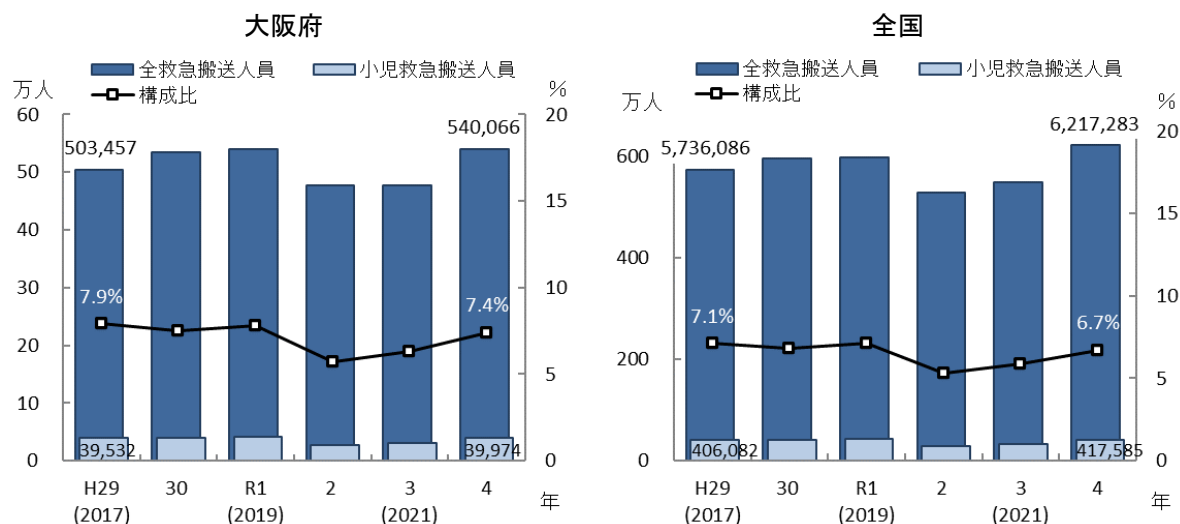 大阪府
全救急搬送人員 小児救急搬送人員
構成比
万人
%
60
50
40
30
20
10
0
20
15
10
5
0
503,457
540,066
7.9%
7.4%
39,532
39,974
H29 30 R1 2 3 4 年
(2017) (2019) (2021)
全国
全救急搬送人員 小児救急搬送人員
構成比
万人
%
600
400
200
0
20
15
10
5
0
5,736,086
6,217,283
7.1%
6.7%
406,082
417,585
H29 30 R1 2 3 4 年
(2017) (2019) (2021)